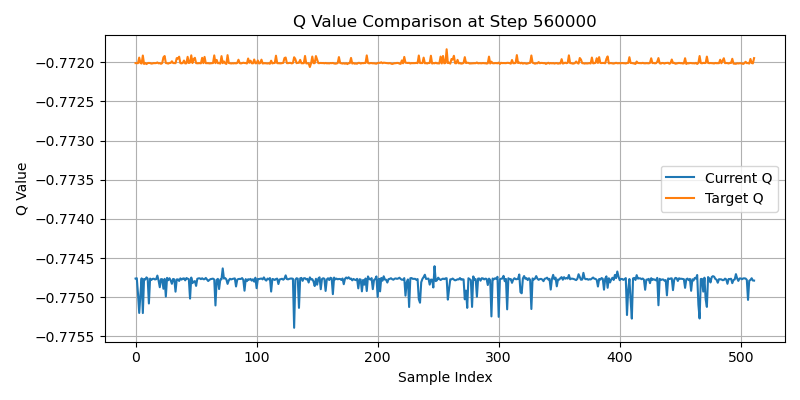 Q Value Comparison at Step 560000
Q Value
−0.7720
−0.7725
−0.7730
−0.7735
−0.7740
−0.7745
−0.7750
−0.7755
Current Q
Target Q
0
100
200
300
400
500
Sample Index